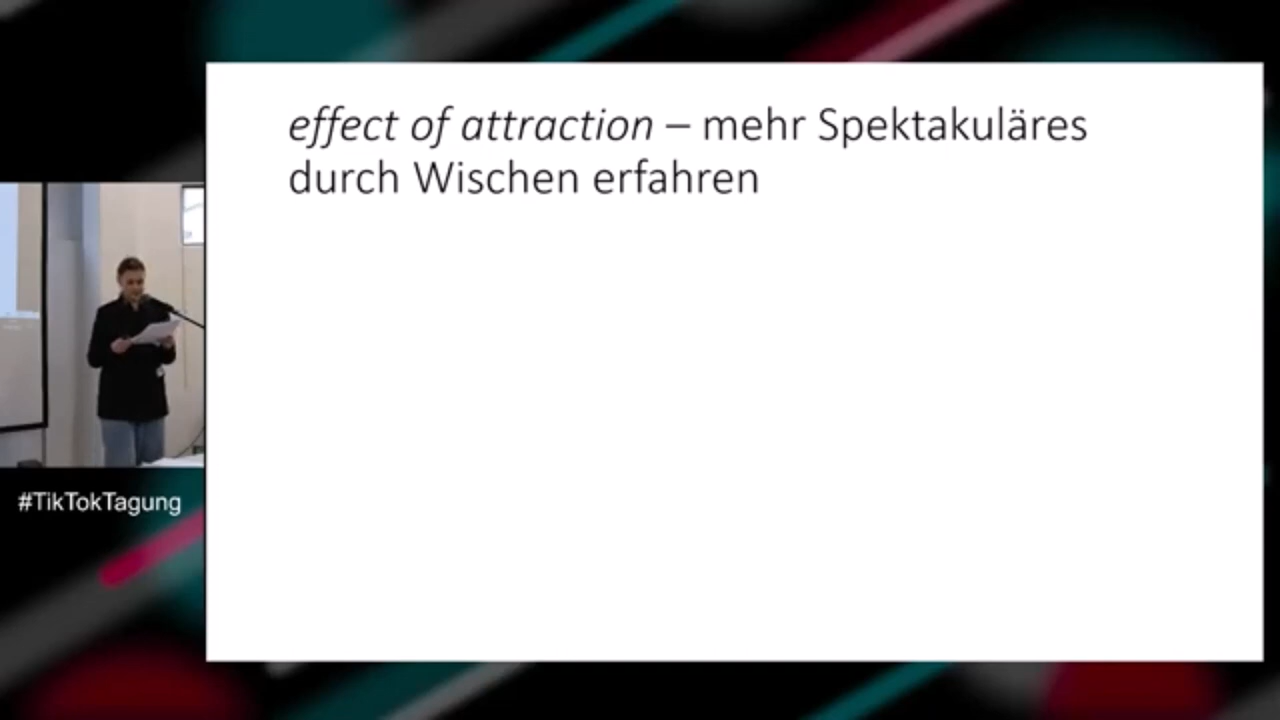 effect of attraction – mehr Spektakuläres
durch Wischen erfahren
#TikTokTagung